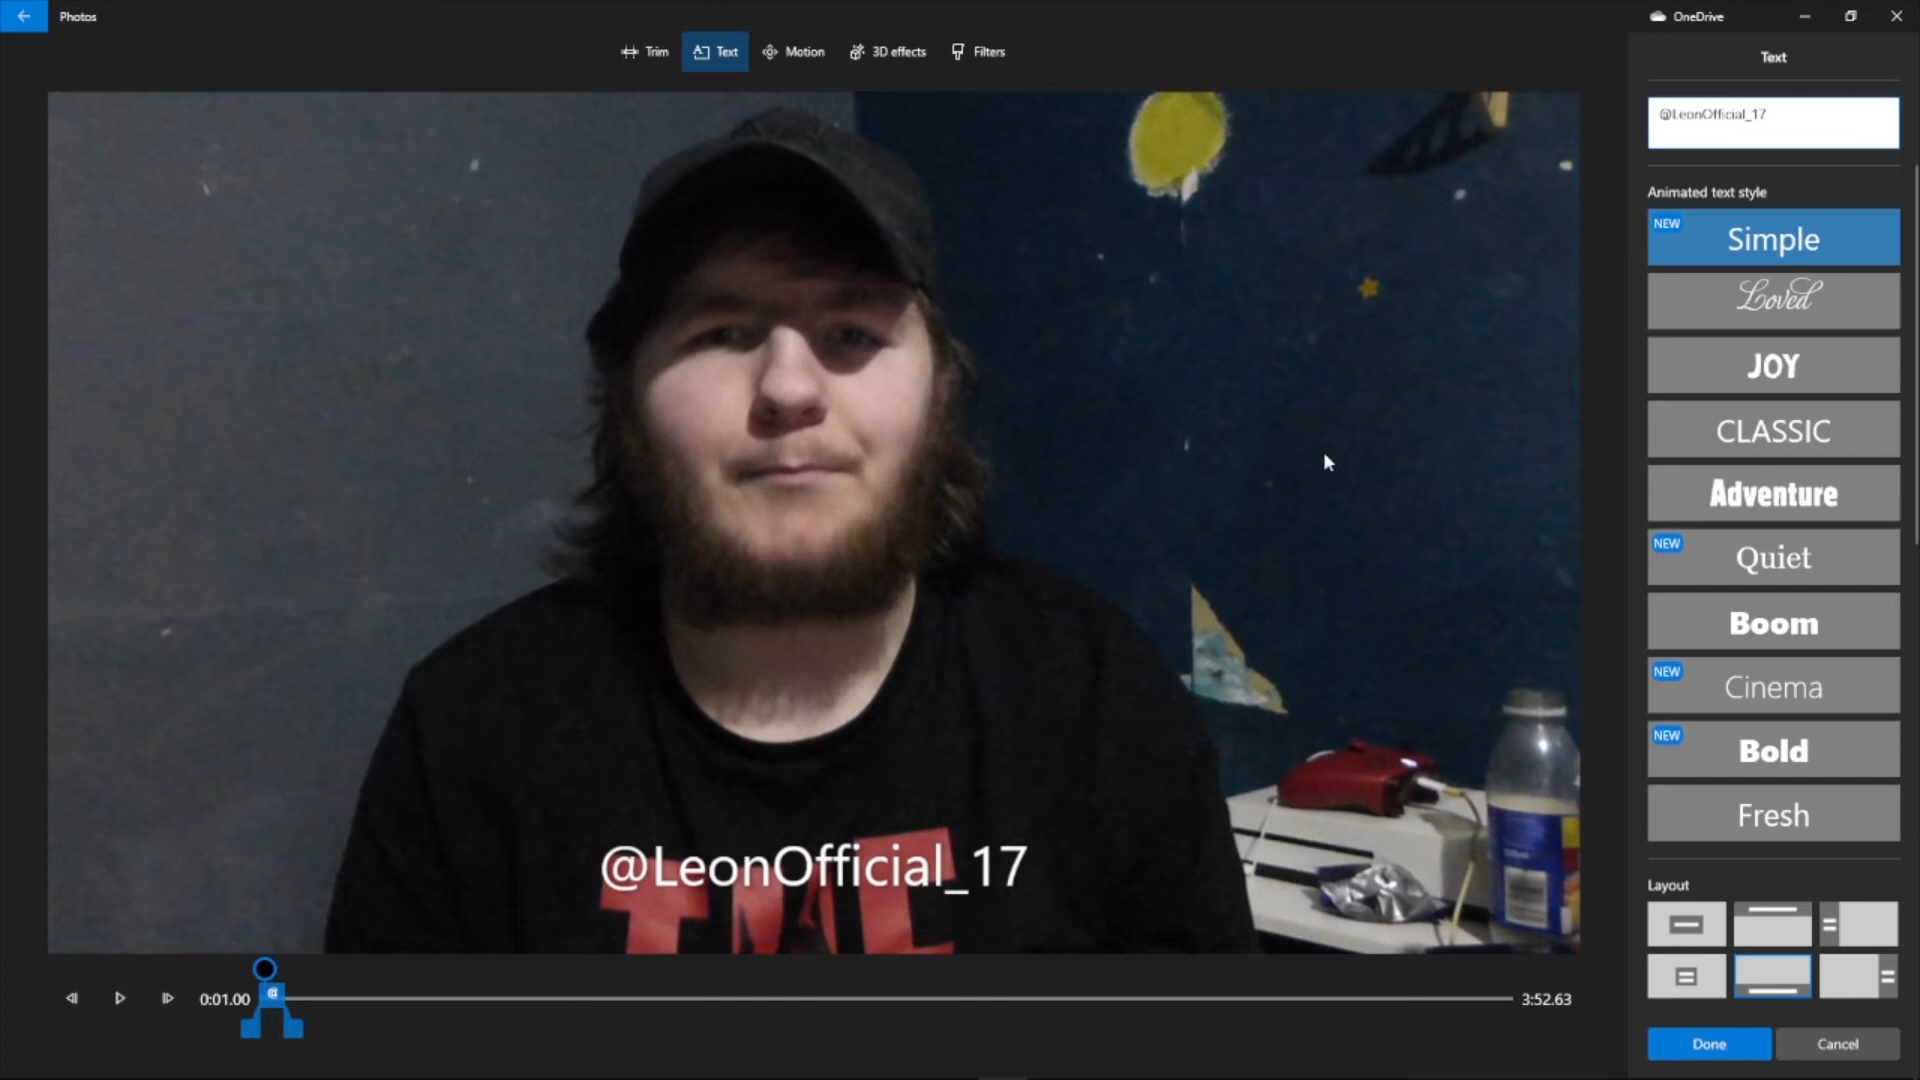 Photos
OneDrive
Trim
Text
Motion
3D effects
Filters
Text
@LeonOfficial_17
Animated text style
NEW
Simple
Loved
JOY
CLASSIC
Adventure
NEW
Quiet
Boom
NEW
Cinema
NEW
Bold
Fresh
@LeonOfficial_17
Layout
0:01.00
@
3:52.63
Done
Cancel